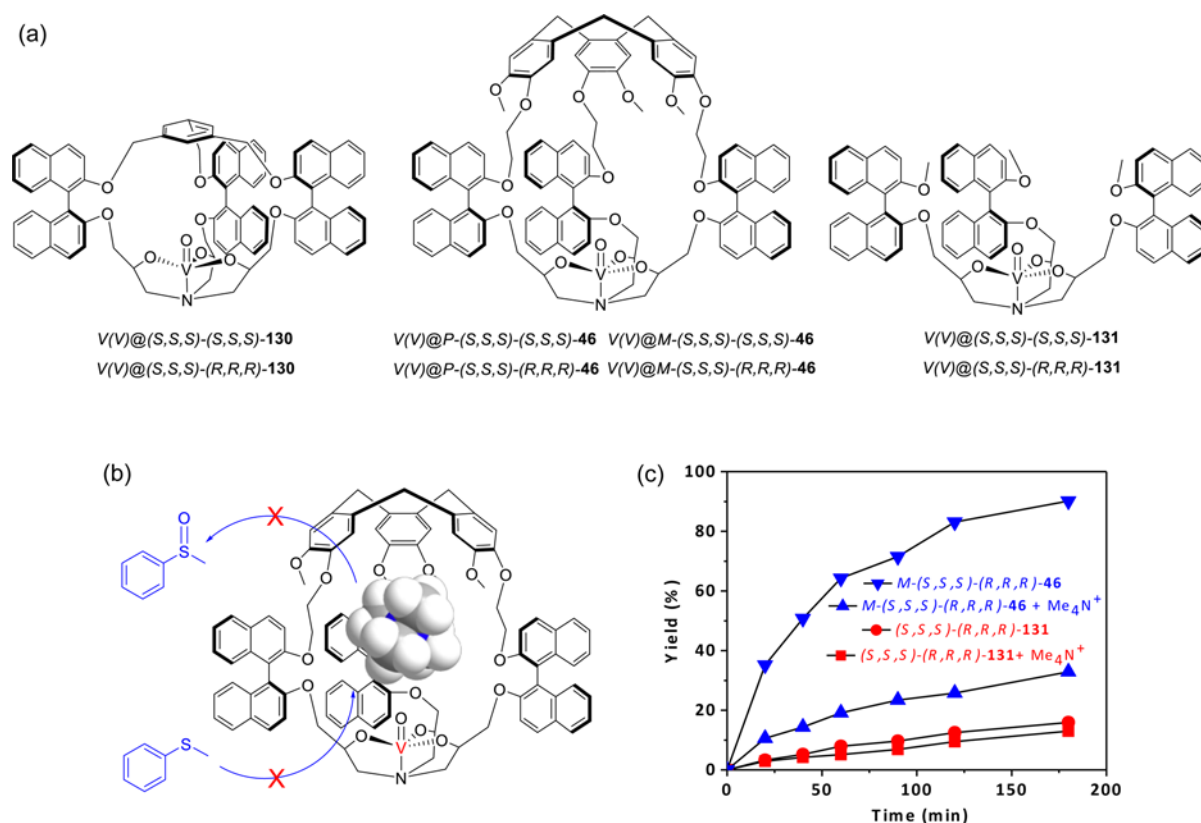 (a)
O
O
O
O
O
O
O
O
O
O
V
N
O
O
O
O
O
O
O
O
O
O
O
O
O
O
V
N
O
O
O
O
O
O
O
O
O
O
V
N
V(V)@(S,S,S)-(S,S,S)-130
V(V)@(S,S,S)-(R,R,R)-130
V(V)@P-(S,S,S)-(S,S,S)-46 V(V)@M-(S,S,S)-(S,S,S)-46
V(V)@P-(S,S,S)-(R,R,R)-46 V(V)@M-(S,S,S)-(R,R,R)-46
V(V)@(S,S,S)-(S,S,S)-131
V(V)@(S,S,S)-(R,R,R)-131
(b)
O
S
X
S
X
O
O
O
O
O
O
O
O
O
O
O
O
O
V
N
(c)
Yield (%)
100
80
60
40
20
0
M-(S,S,S)-(R,R,R)-46
M-(S,S,S)-(R,R,R)-46 + Me₄N⁺
(S,S,S)-(R,R,R)-131
(S,S,S)-(R,R,R)-131+ Me₄N⁺
0 50 100 150 200
Time (min)